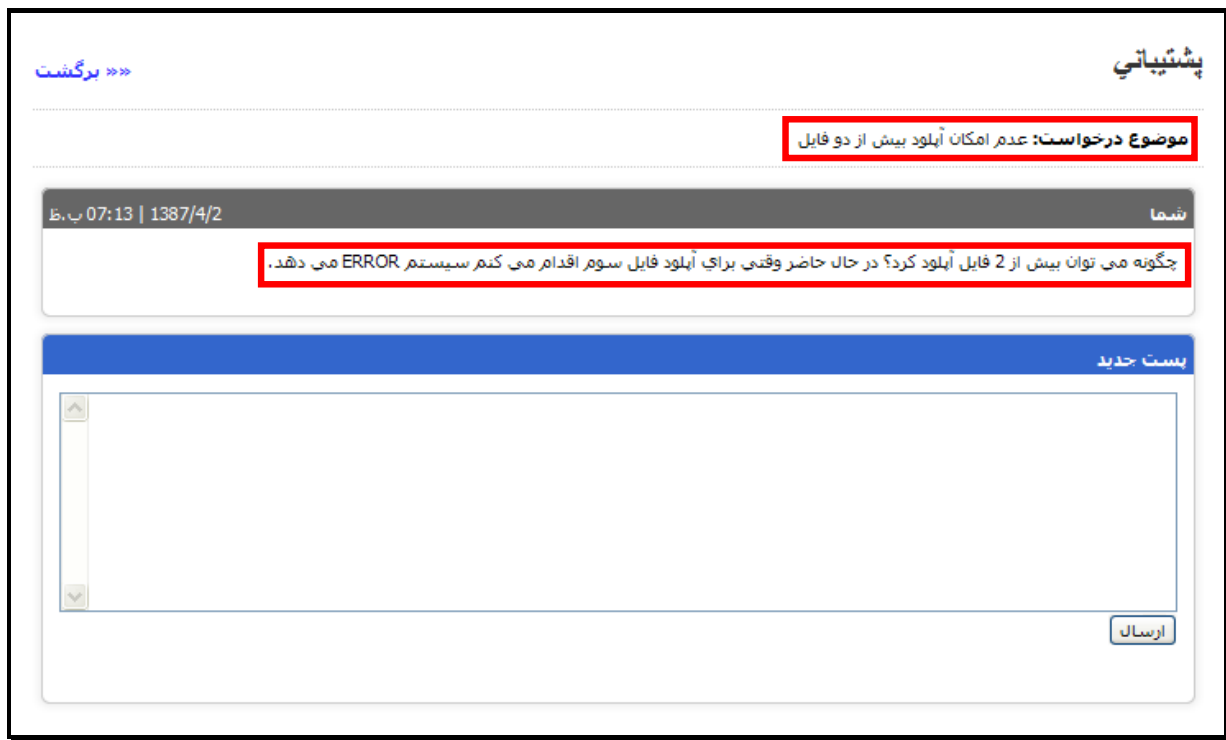 پشتيباني
«« برگشت
موضوع درخواست: عدم امکان آپلود بيش از دو فايل
شما
1387/4/2 | 07:13 ب.ظ
چگونه مي توان بيش از 2 فايل آپلود کرد؟ در حال حاضر وقتي براي آپلود فايل سوم اقدام مي کنم سيستم ERROR مي دهد.
پست جديد
ارسال